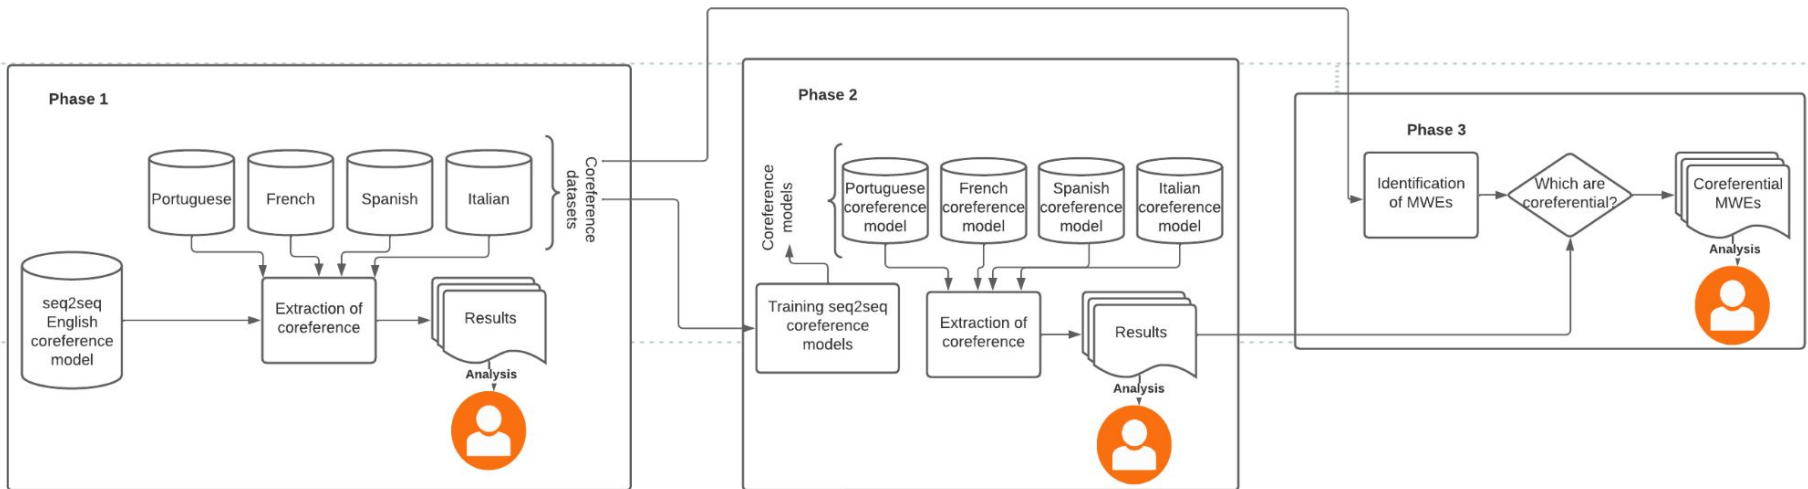 Phase 1
Portuguese
French
Spanish
Italian
Coreference
datasets
seq2seq
English
coreference
model
Extraction of
coreference
Results
Analysis
Phase 2
Coreference
models
Portuguese
coreference
model
French
coreference
model
Spanish
coreference
model
Italian
coreference
model
Training seq2seq
coreference
models
Extraction of
coreference
Results
Analysis
Phase 3
Identification
of MWEs
Which are
coreferential?
Coreferential
MWEs
Analysis